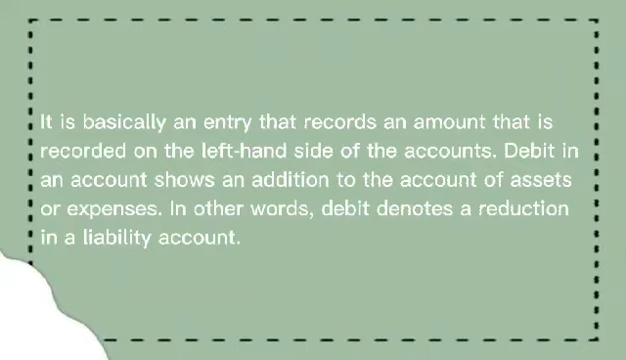 It is basically an entry that records an amount that is
recorded on the left-hand side of the accounts. Debit in
an account shows an addition to the account of assets
or expenses. In other words, debit denotes a reduction
in a liability account.